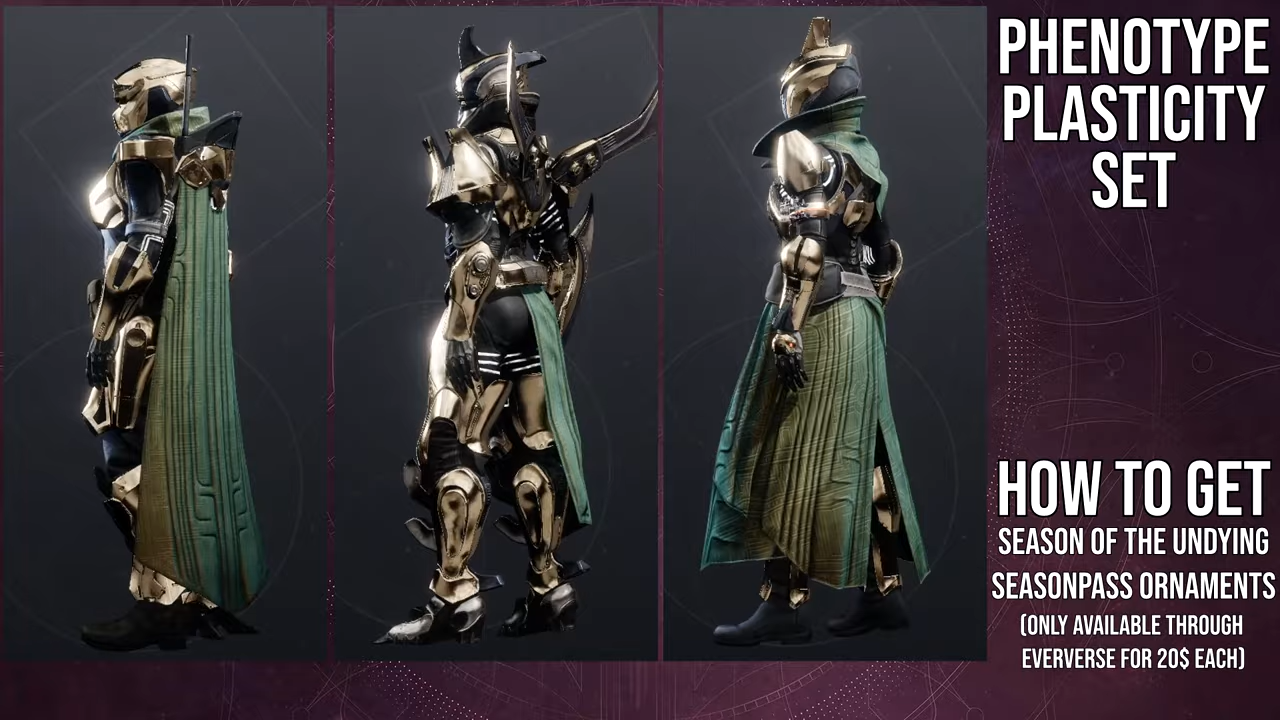 PHENOTYPE
PLASTICITY
SET
HOW TO GET
SEASON OF THE UNDYING
SEASONPASS ORNAMENTS
(ONLY AVAILABLE THROUGH
EVERVERSE FOR 20$ EACH)